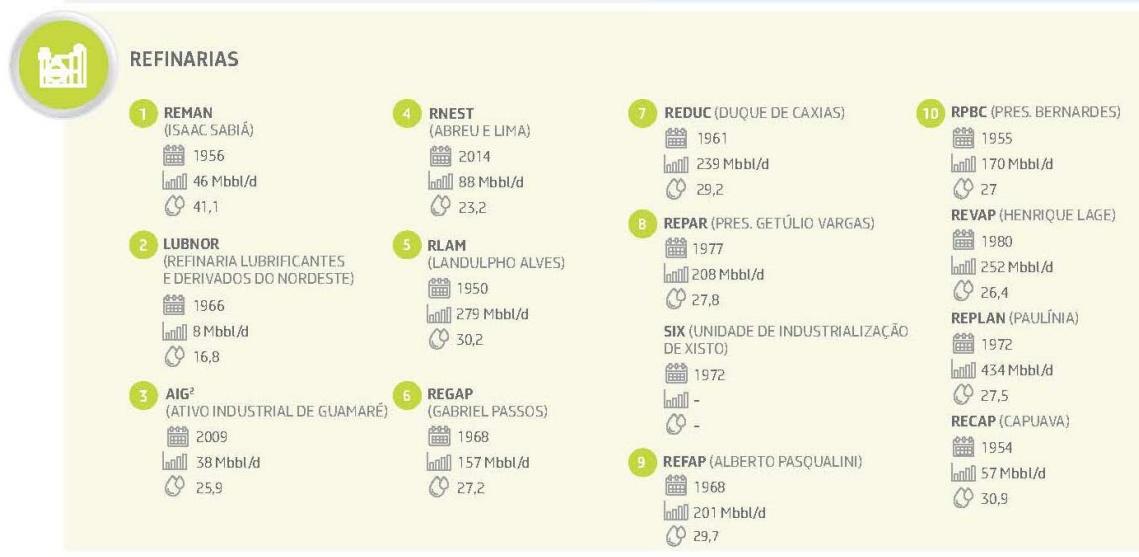 REFINARIAS
1 REMAN
(ISAAC SABIÁ)
1956
46 Mbbl/d
41,1
2 LUBNOR
(REFINARIA LUBRIFICANTES
E DERIVADOS DO NORDESTE)
1966
8 Mbbl/d
16,8
3 AIG²
(ATIVO INDUSTRIAL DE GUAMARÉ)
2009
38 Mbbl/d
25,9
4 RNEST
(ABREU E LIMA)
2014
88 Mbbl/d
23,2
5 RLAM
(LANDULPHO ALVES)
1950
279 Mbbl/d
30,2
6 REGAP
(GABRIEL PASSOS)
1968
157 Mbbl/d
27,2
7 REDUC (DUQUE DE CAXIAS)
1961
239 Mbbl/d
29,2
8 REPAR (PRES. GETÚLIO VARGAS)
1977
208 Mbbl/d
27,8
SIX (UNIDADE DE INDUSTRIALIZAÇÃO
DE XISTO)
1972
-
-
9 REFAP (ALBERTO PASQUALINI)
1968
201 Mbbl/d
29,7
10 RPBC (PRES. BERNARDES)
1955
170 Mbbl/d
27
REVAP (HENRIQUE LAGE)
1980
252 Mbbl/d
26,4
REPLAN (PAULÍNIA)
1972
434 Mbbl/d
27,5
RECAP (CAPUAVA)
1954
57 Mbbl/d
30,9